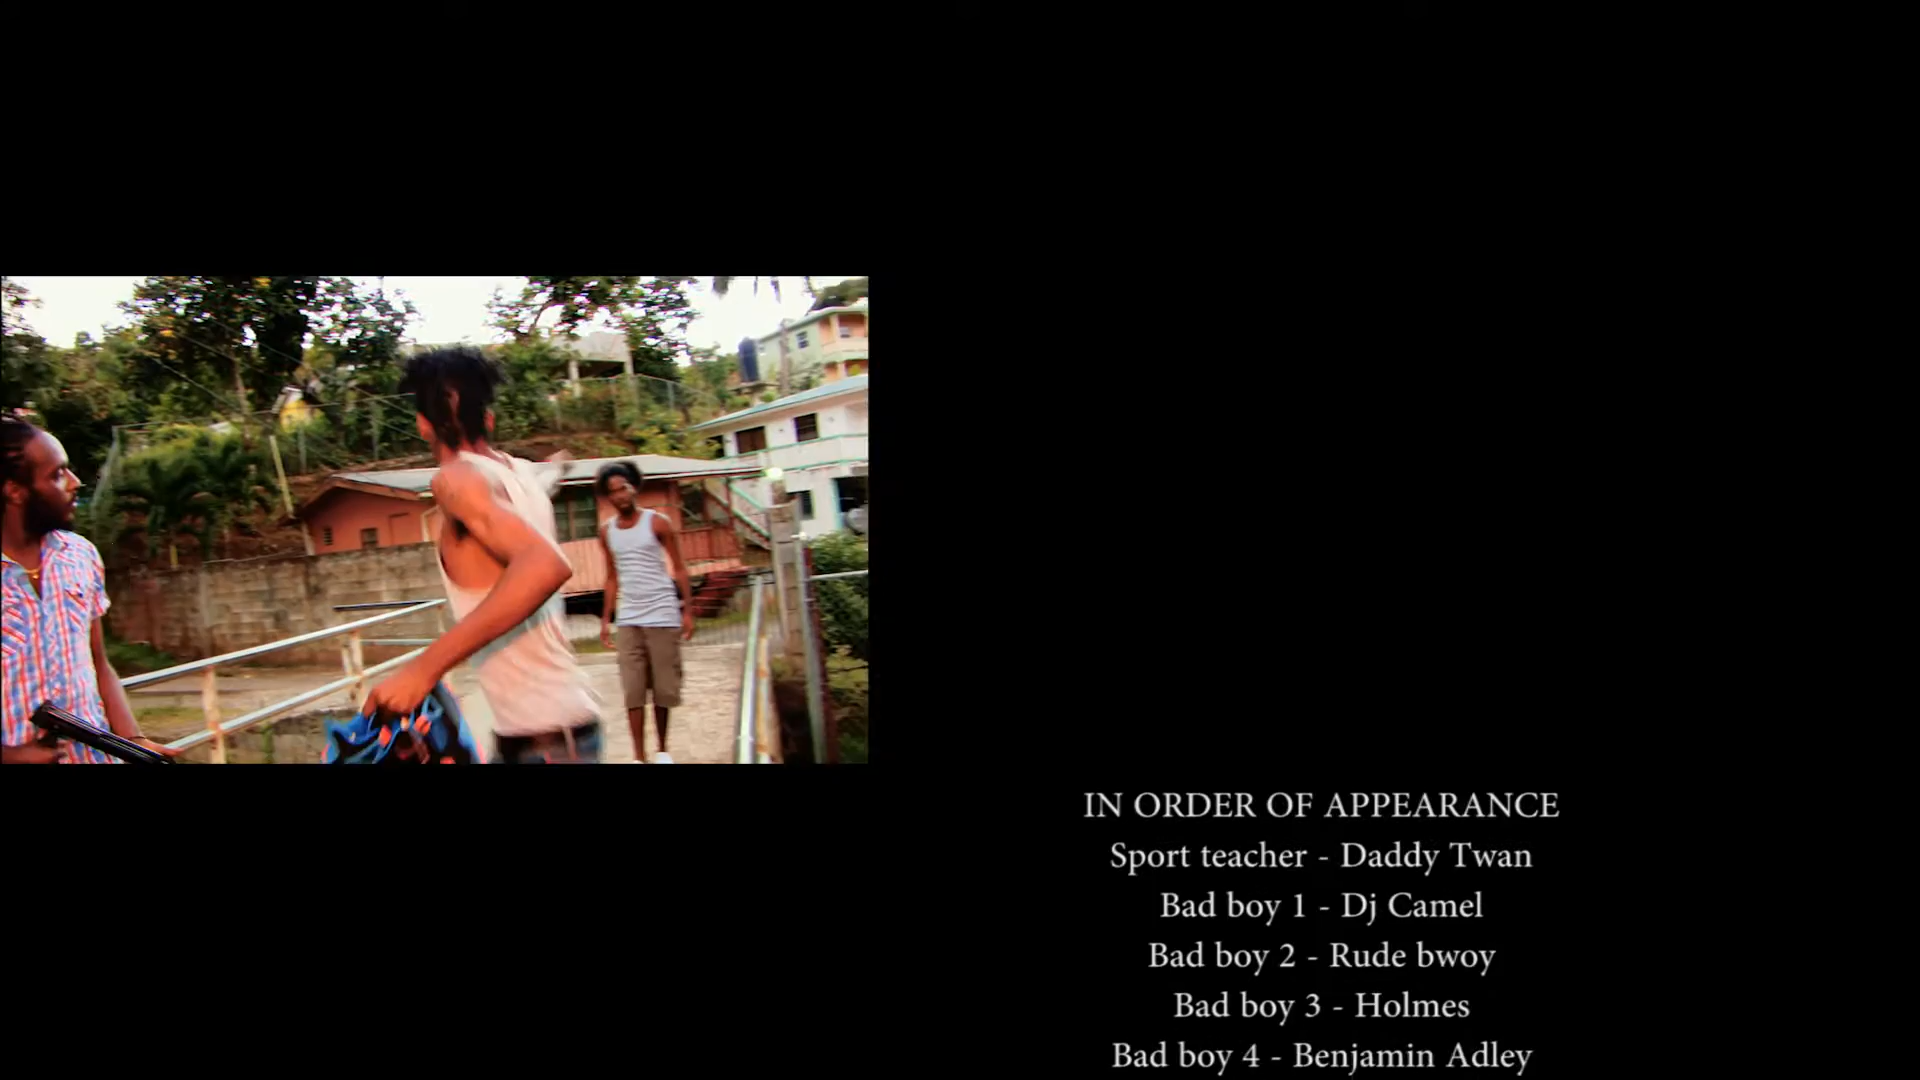 IN ORDER OF APPEARANCE
Sport teacher - Daddy Twan
Bad boy 1 - Dj Camel
Bad boy 2 - Rude bwoy
Bad boy 3 - Holmes
Bad boy 4 - Benjamin Adley